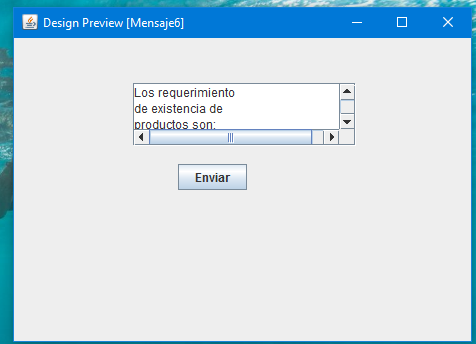 Design Preview [Mensaje6]
Los requerimiento
de existencia de
productos son:
Enviar